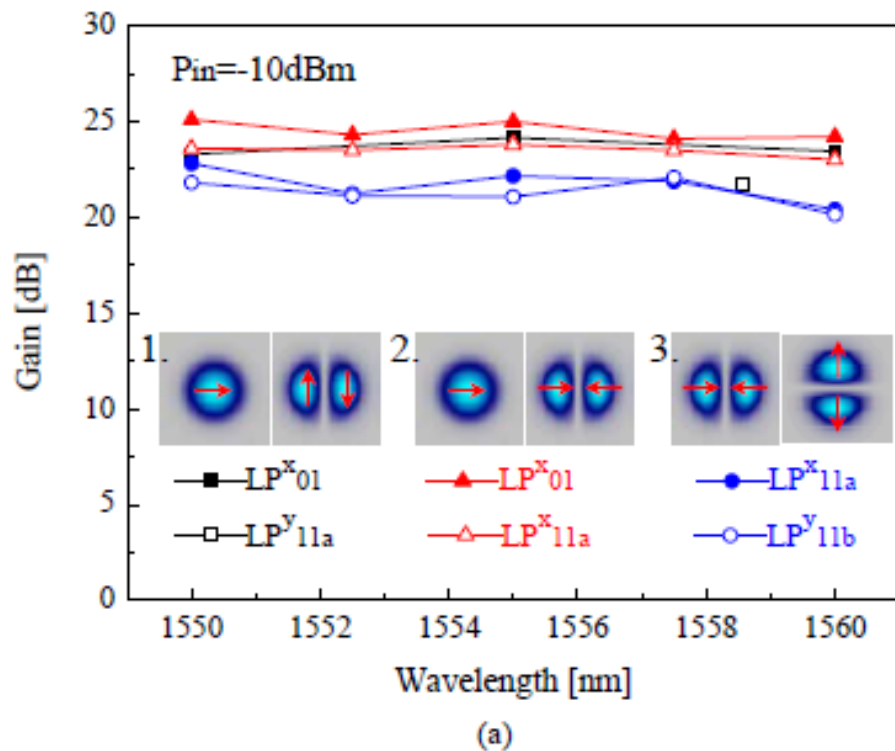 30
Pin=-10dBm
25
20
15
10
5
0
Gain [dB]
1.
2.
3.
LPˣ01
LPˣ01
LPˣ11a
LPʸ11a
LPˣ11a
LPʸ11b
1550
1552
1554
1556
1558
1560
Wavelength [nm]
(a)